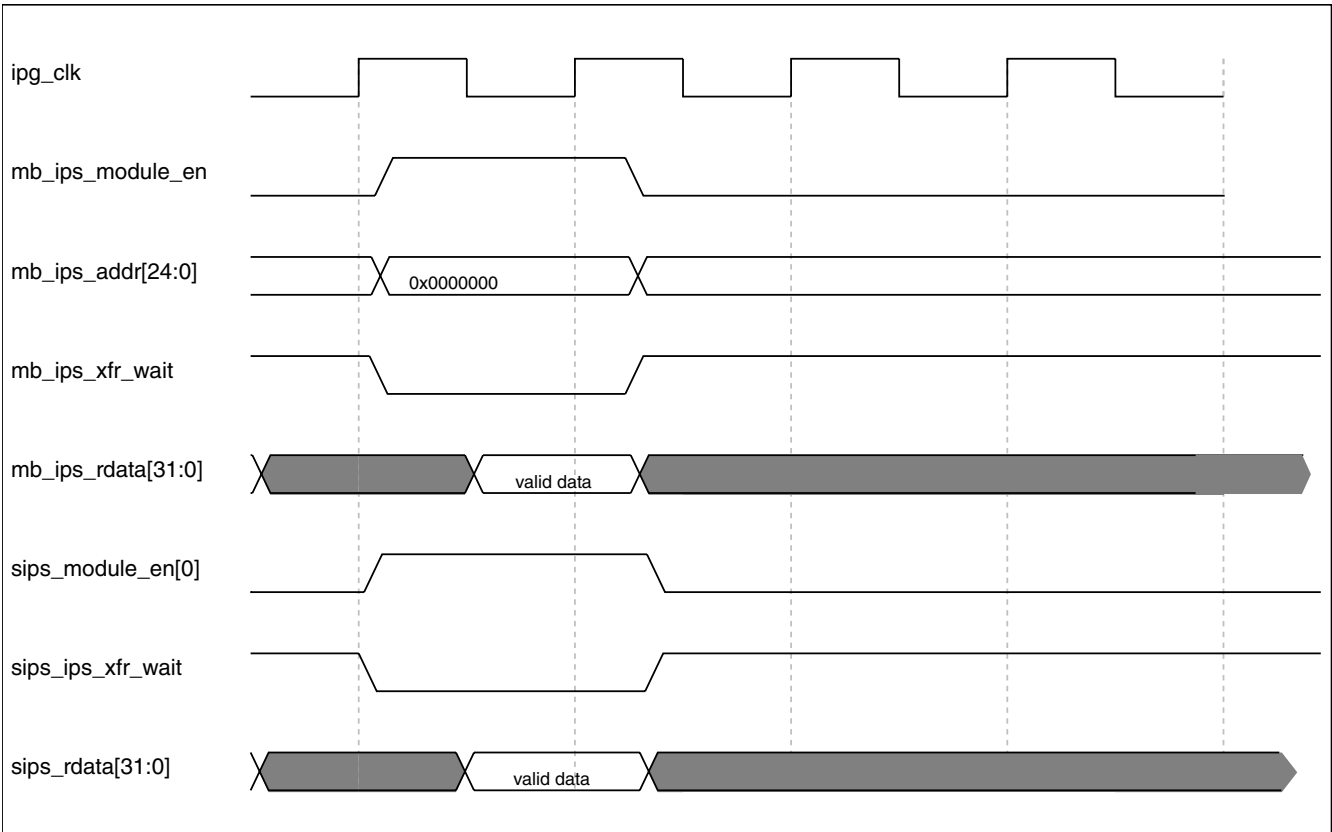 ipg_clk
mb_ips_module_en
mb_ips_addr[24:0]
0x0000000
mb_ips_xfr_wait
mb_ips_rdata[31:0]
valid data
sips_module_en[0]
sips_ips_xfr_wait
sips_rdata[31:0]
valid data